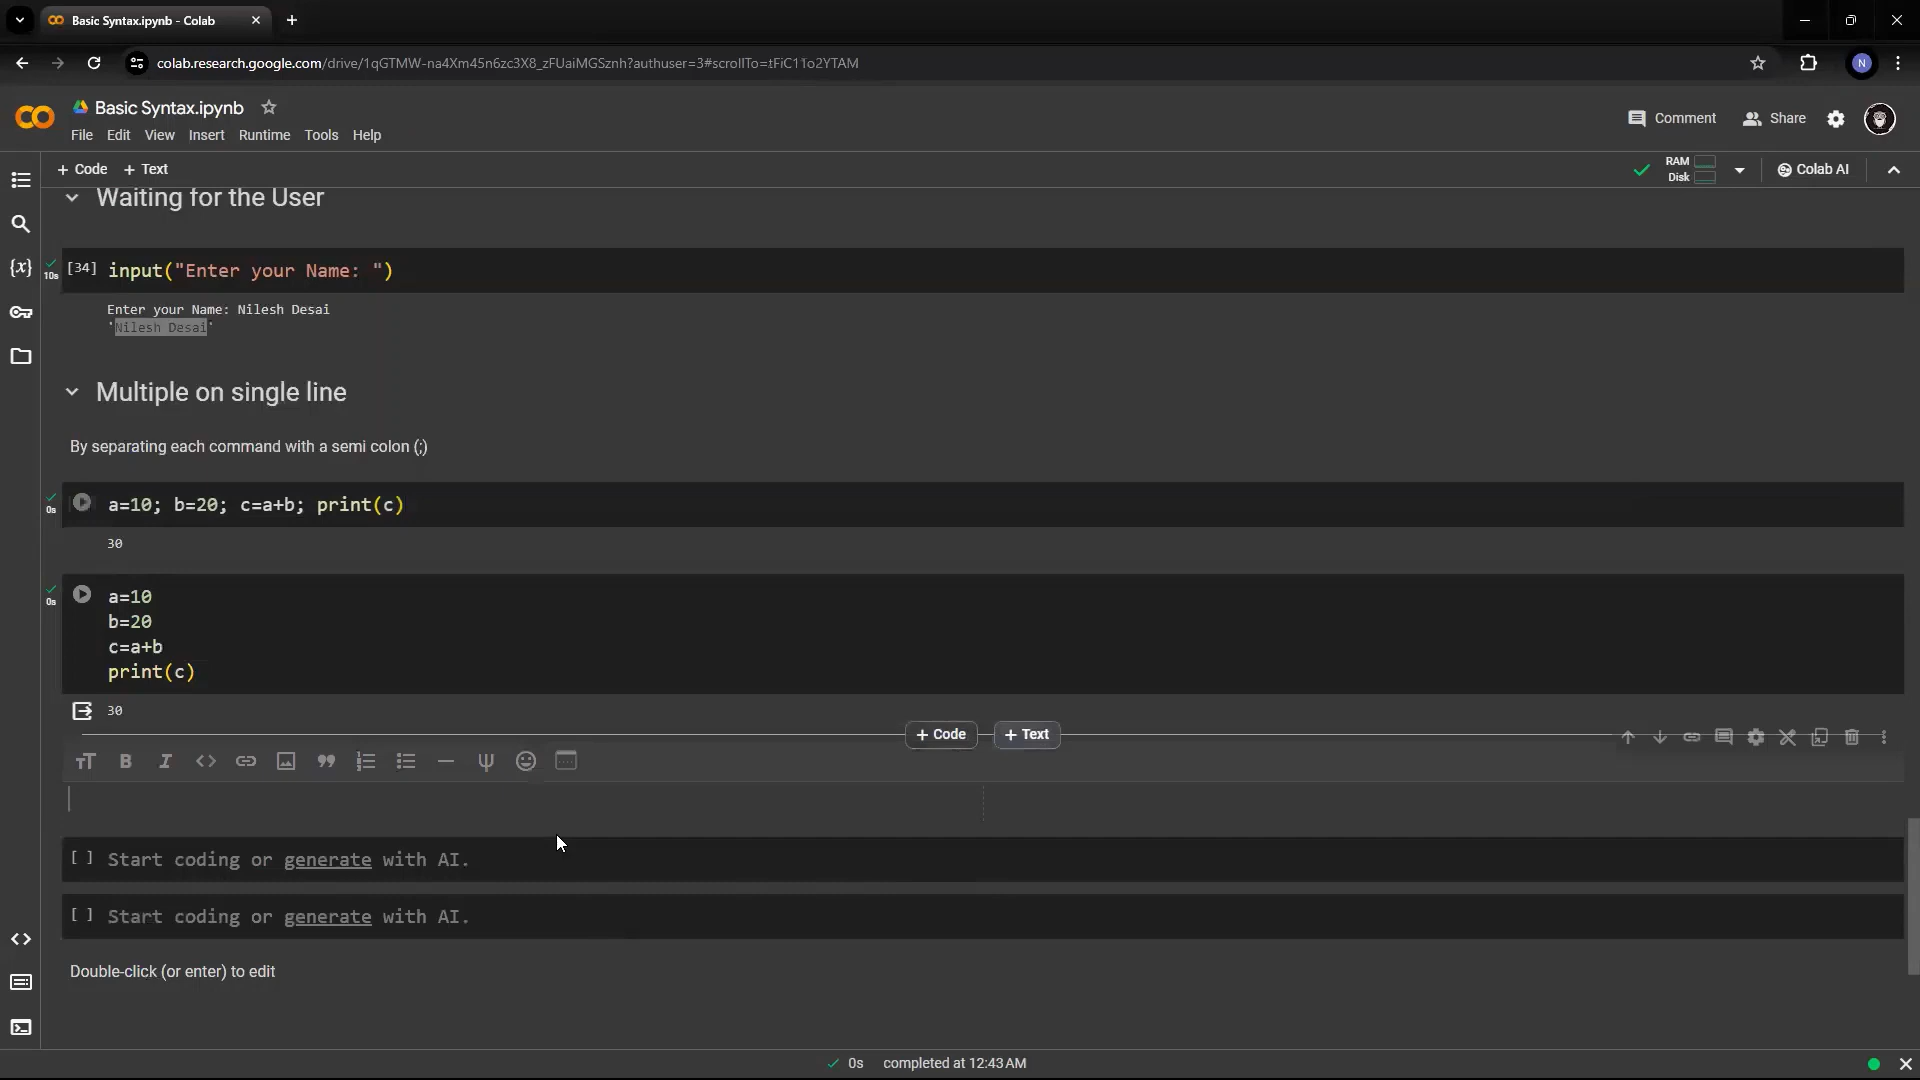 Basic Syntax.ipynb - Colab
colab.research.google.com/drive/1qGTMW-na4Xm45n6zc3X8_zFUaiMGSznh?authuser=3#scrollTo=tFiC11o2YTAM
N
Basic Syntax.ipynb
Comment
Share
File Edit View Insert Runtime Tools Help
+ Code + Text
RAM
Disk
Colab AI
Waiting for the User
10s
[34] input("Enter your Name: ")
Enter your Name: Nilesh Desai
'Nilesh Desai'
Multiple on single line
By separating each command with a semi colon (;)
0s
a=10; b=20; c=a+b; print(c)
30
0s
a=10
b=20
c=a+b
print(c)
30
+ Code + Text
[ ] Start coding or generate with AI.
[ ] Start coding or generate with AI.
Double-click (or enter) to edit
0s completed at 12:43 AM